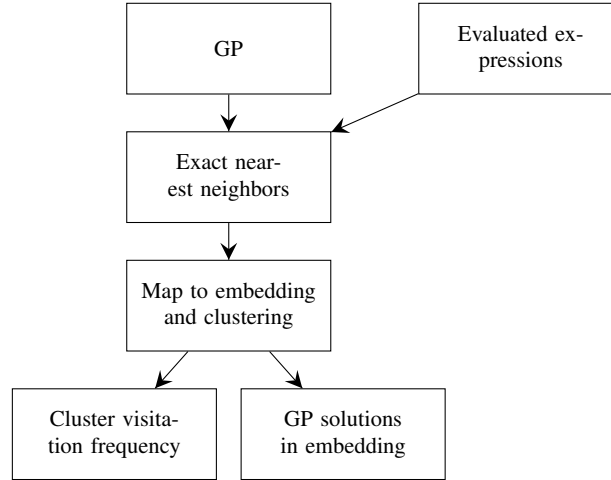 GP
Evaluated ex-
pressions
Exact near-
est neighbors
Map to embedding
and clustering
Cluster visita-
tion frequency
GP solutions
in embedding